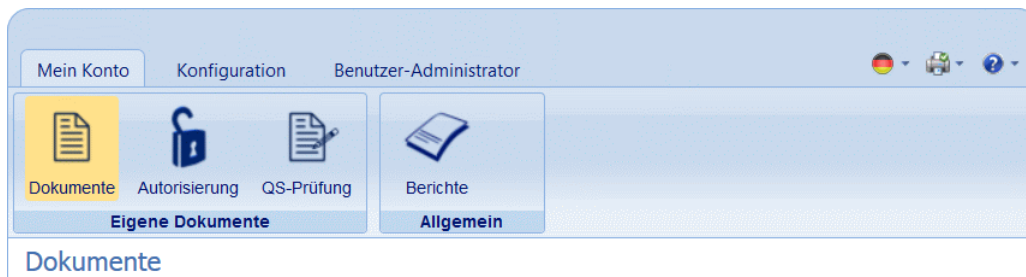 Mein Konto Konfiguration Benutzer-Administrator
Dokumente Autorisierung QS-Prüfung Berichte
Eigene Dokumente Allgemein
Dokumente